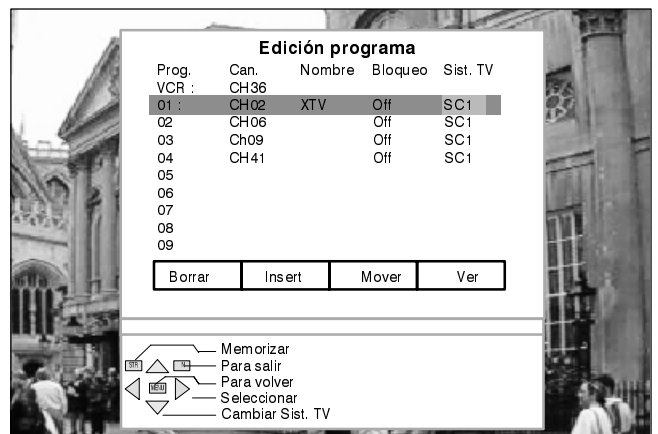 Edición programa
Prog. Can. Nombre Bloqueo Sist. TV
VCR : CH36
01 : CH02 XTV Off SC1
02 CH06 Off SC1
03 Ch09 Off SC1
04 CH41 Off SC1
05
06
07
08
09
Borrar Insert Mover Ver
Memorizar
STR N Para salir
MENU Para volver
Seleccionar
Cambiar Sist. TV